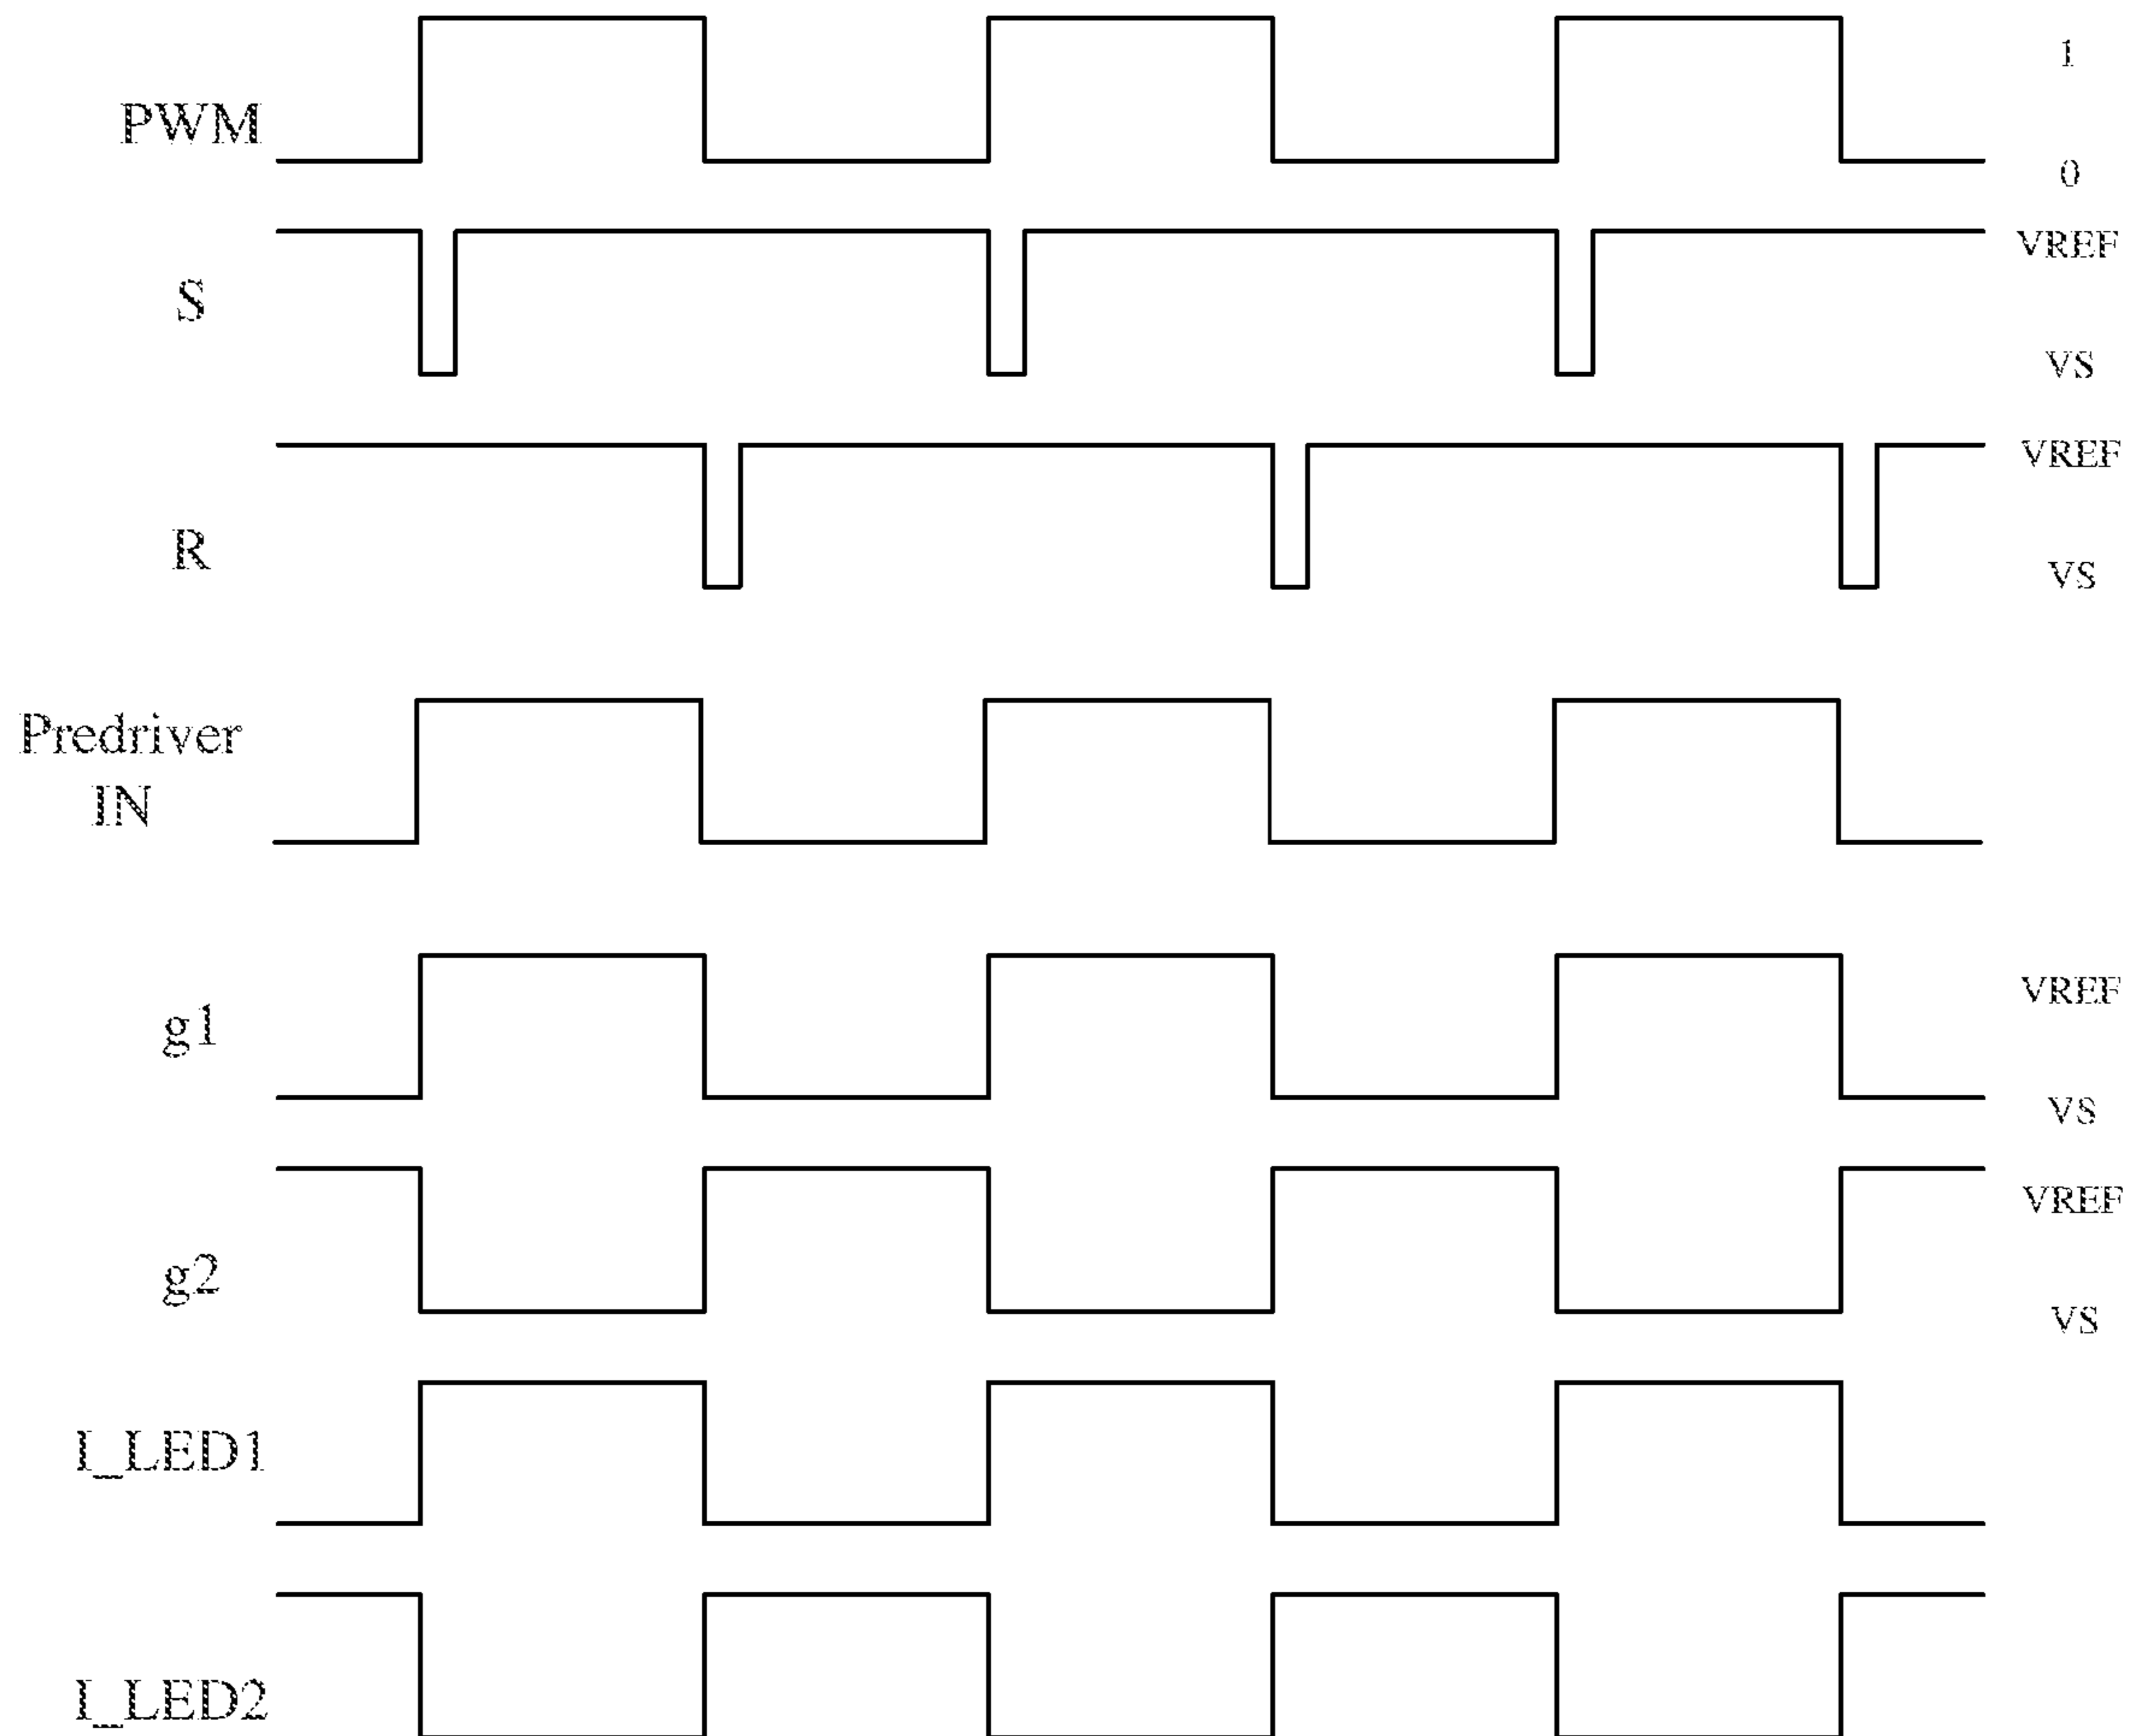 1
PWM
0
VREF
S
VS
VREF
R
VS
Predriver
IN
VREF
g1
VS
VREF
g2
VS
I_LED1
I_LED2